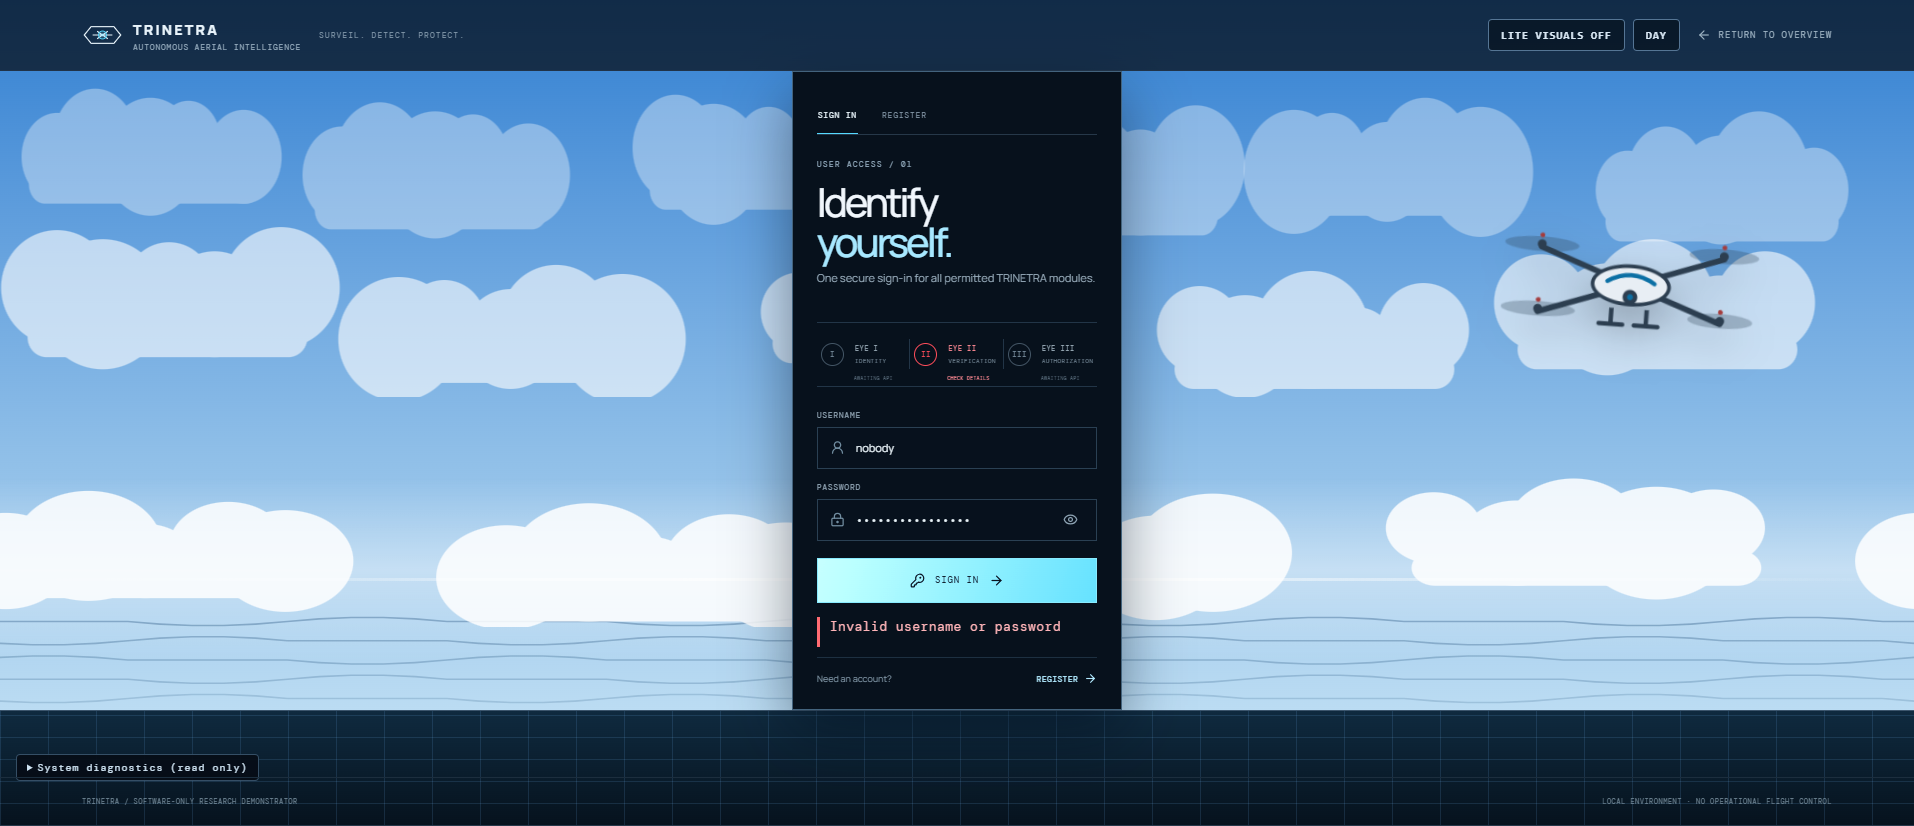 TRINETRA
AUTONOMOUS AERIAL INTELLIGENCE
SURVEIL. DETECT. PROTECT.
LITE VISUALS OFF
DAY
RETURN TO OVERVIEW
SIGN IN
REGISTER
USER ACCESS / 01
Identify
yourself.
One secure sign-in for all permitted TRINETRA modules.
I
EYE I
IDENTITY
AWAITING API
II
EYE II
VERIFICATION
CHECK DETAILS
III
EYE III
AUTHORIZATION
AWAITING API
USERNAME
nobody
PASSWORD
••••••••••••••••
SIGN IN
Invalid username or password
Need an account?
REGISTER
System diagnostics (read only)
TRINETRA / SOFTWARE-ONLY RESEARCH DEMONSTRATOR
LOCAL ENVIRONMENT · NO OPERATIONAL FLIGHT CONTROL